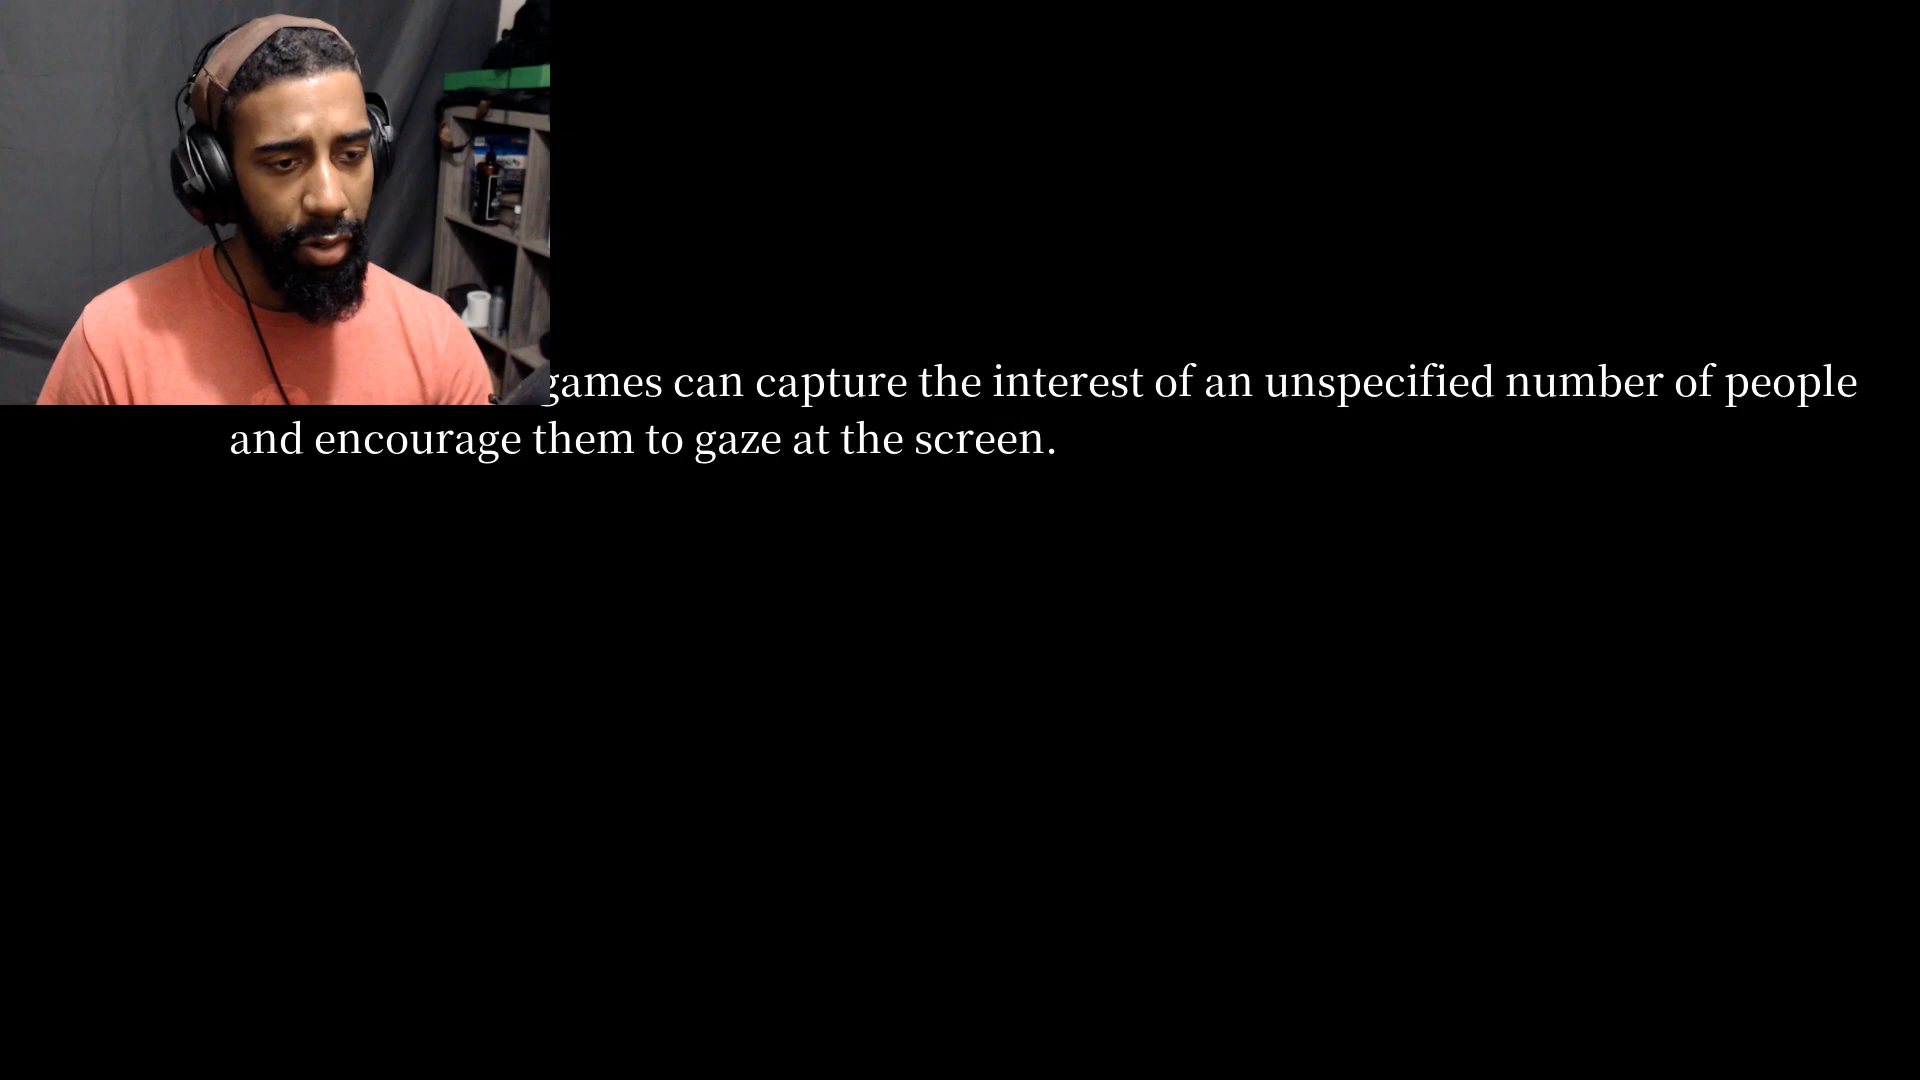 games can capture the interest of an unspecified number of people
and encourage them to gaze at the screen.